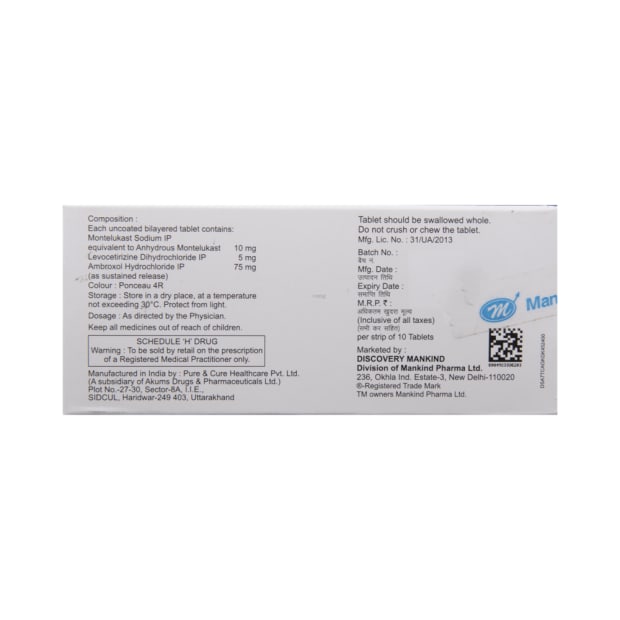 Composition :
Each uncoated bilayered tablet contains:
Montelukast Sodium IP
equivalent to Anhydrous Montelukast 10 mg
Levocetirizine Dihydrochloride IP 5 mg
Ambroxol Hydrochloride IP 75 mg
(as sustained release)
Colour : Ponceau 4R
Storage : Store in a dry place, at a temperature
not exceeding 30°C. Protect from light.
Dosage : As directed by the Physician.
Keep all medicines out of reach of children.
SCHEDULE 'H' DRUG
Warning : To be sold by retail on the prescription
of a Registered Medical Practitioner only.
Manufactured in India by : Pure & Cure Healthcare Pvt. Ltd.
(A subsidiary of Akums Drugs & Pharmaceuticals Ltd.)
Plot No.-27-30, Sector-8A, I.I.E.,
SIDCUL, Haridwar-249 403, Uttarakhand
Tablet should be swallowed whole.
Do not crush or chew the tablet.
Mfg. Lic. No. : 31/UA/2013
Batch No. :
बैच नं.
Mfg. Date :
उत्पादन तिथि
Expiry Date :
समाप्ति तिथि
M.R.P. ₹ :
अधिकतम खुदरा मूल्य
(Inclusive of all taxes)
(सभी कर सहित)
per strip of 10 Tablets
Marketed by :
DISCOVERY MANKIND
Division of Mankind Pharma Ltd.
236, Okhla Ind. Estate-3, New Delhi-110020
®-Registered Trade Mark
TM owners Mankind Pharma Ltd.
m
Man